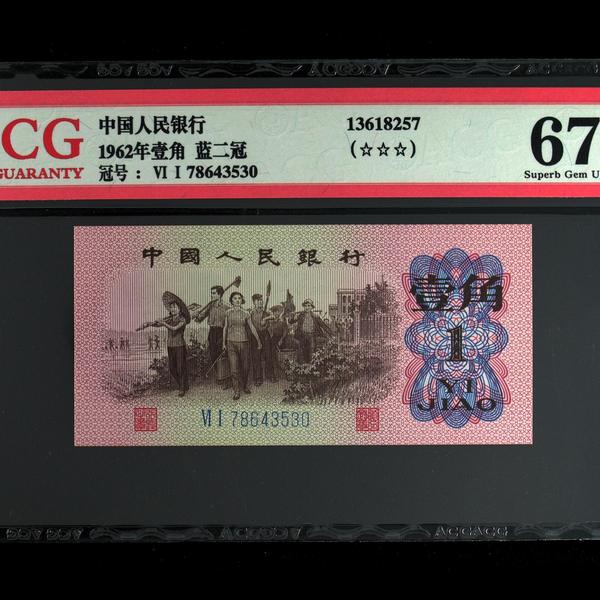 CG
GUARANTY
中国人民银行
1962年壹角 蓝二冠
冠号：VI I 78643530
13618257
(☆☆☆)
67
Superb Gem U
中國人民銀行
壹角
1
YI
JIAO
VI I 78643530
ACGACG